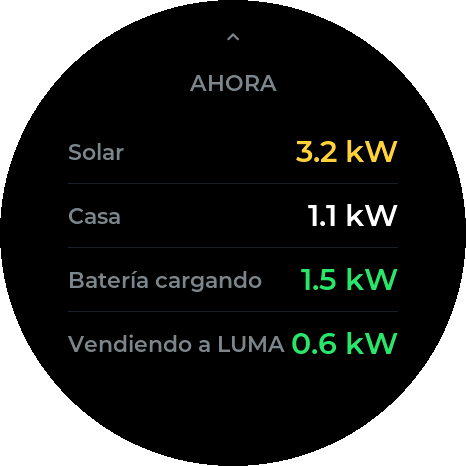 AHORA
Solar 3.2 kW
Casa 1.1 kW
Batería cargando 1.5 kW
Vendiendo a LUMA 0.6 kW